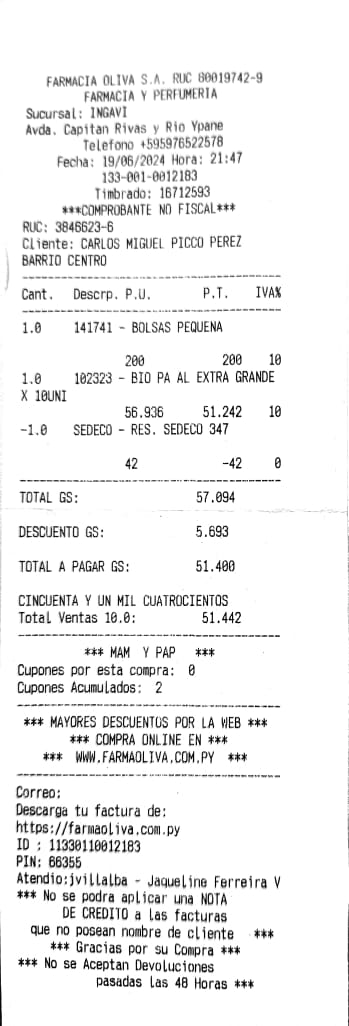 FARMACIA OLIVA S.A. RUC 80019742-9
FARMACIA Y PERFUMERIA
Sucursal: INGAVI
Avda. Capitan Rivas y Rio Ypane
Telefono +595976522578
Fecha: 19/06/2024 Hora: 21:47
133-001-0012183
Timbrado: 16712593
***COMPROBANTE NO FISCAL***
RUC: 3846623-6
Cliente: CARLOS MIGUEL PICCO PEREZ
BARRIO CENTRO
Cant. Descrp. P.U. P.T. IVA%
1.0 141741 - BOLSAS PEQUENA
200 200 10
1.0 102323 - BIO PA AL EXTRA GRANDE
X 10UNI
56.936 51.242 10
-1.0 SEDECO - RES. SEDECO 347
42 -42 0
TOTAL GS: 57.094
DESCUENTO GS: 5.693
TOTAL A PAGAR GS: 51.400
CINCUENTA Y UN MIL CUATROCIENTOS
Total Ventas 10.0: 51.442
*** MAM Y PAP ***
Cupones por esta compra: 0
Cupones Acumulados: 2
*** MAYORES DESCUENTOS POR LA WEB ***
*** COMPRA ONLINE EN ***
*** WWW.FARMAOLIVA.COM.PY ***
Correo:
Descarga tu factura de:
https://farmaoliva.com.py
ID : 11330110012183
PIN: 66355
Atendio:jvillalba - Jaqueline Ferreira V
*** No se podra aplicar una NOTA
DE CREDITO a las facturas
que no posean nombre de cliente ***
*** Gracias por su Compra ***
*** No se Aceptan Devoluciones
pasadas las 48 Horas ***